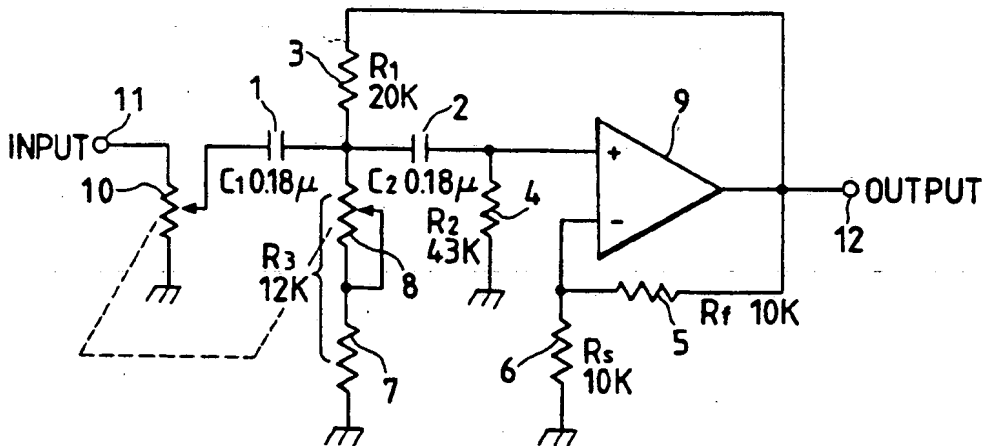 3
R1
20K
1
2
9
11
INPUT
10
C1 0.18μ
C2 0.18μ
+
-
4
OUTPUT
12
R2
43K
R3
12K
8
Rf 10K
5
6
Rs
10K
7